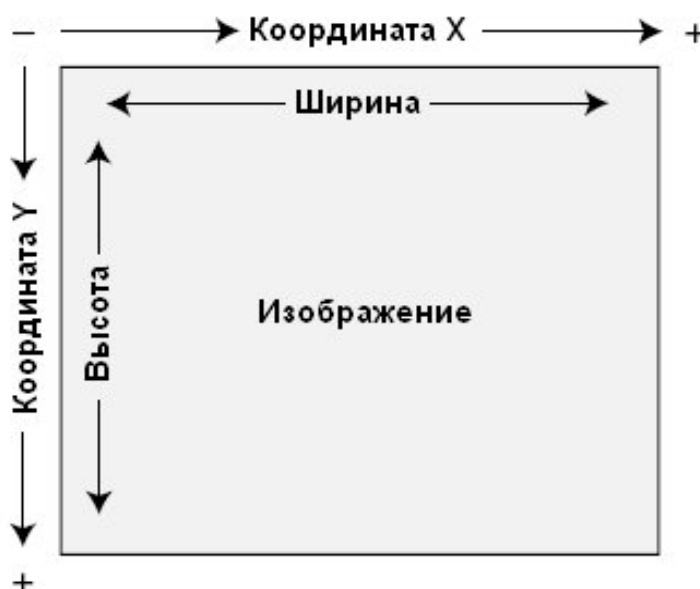 – Координата X +
Ширина
Координата Y
Высота
Изображение
+